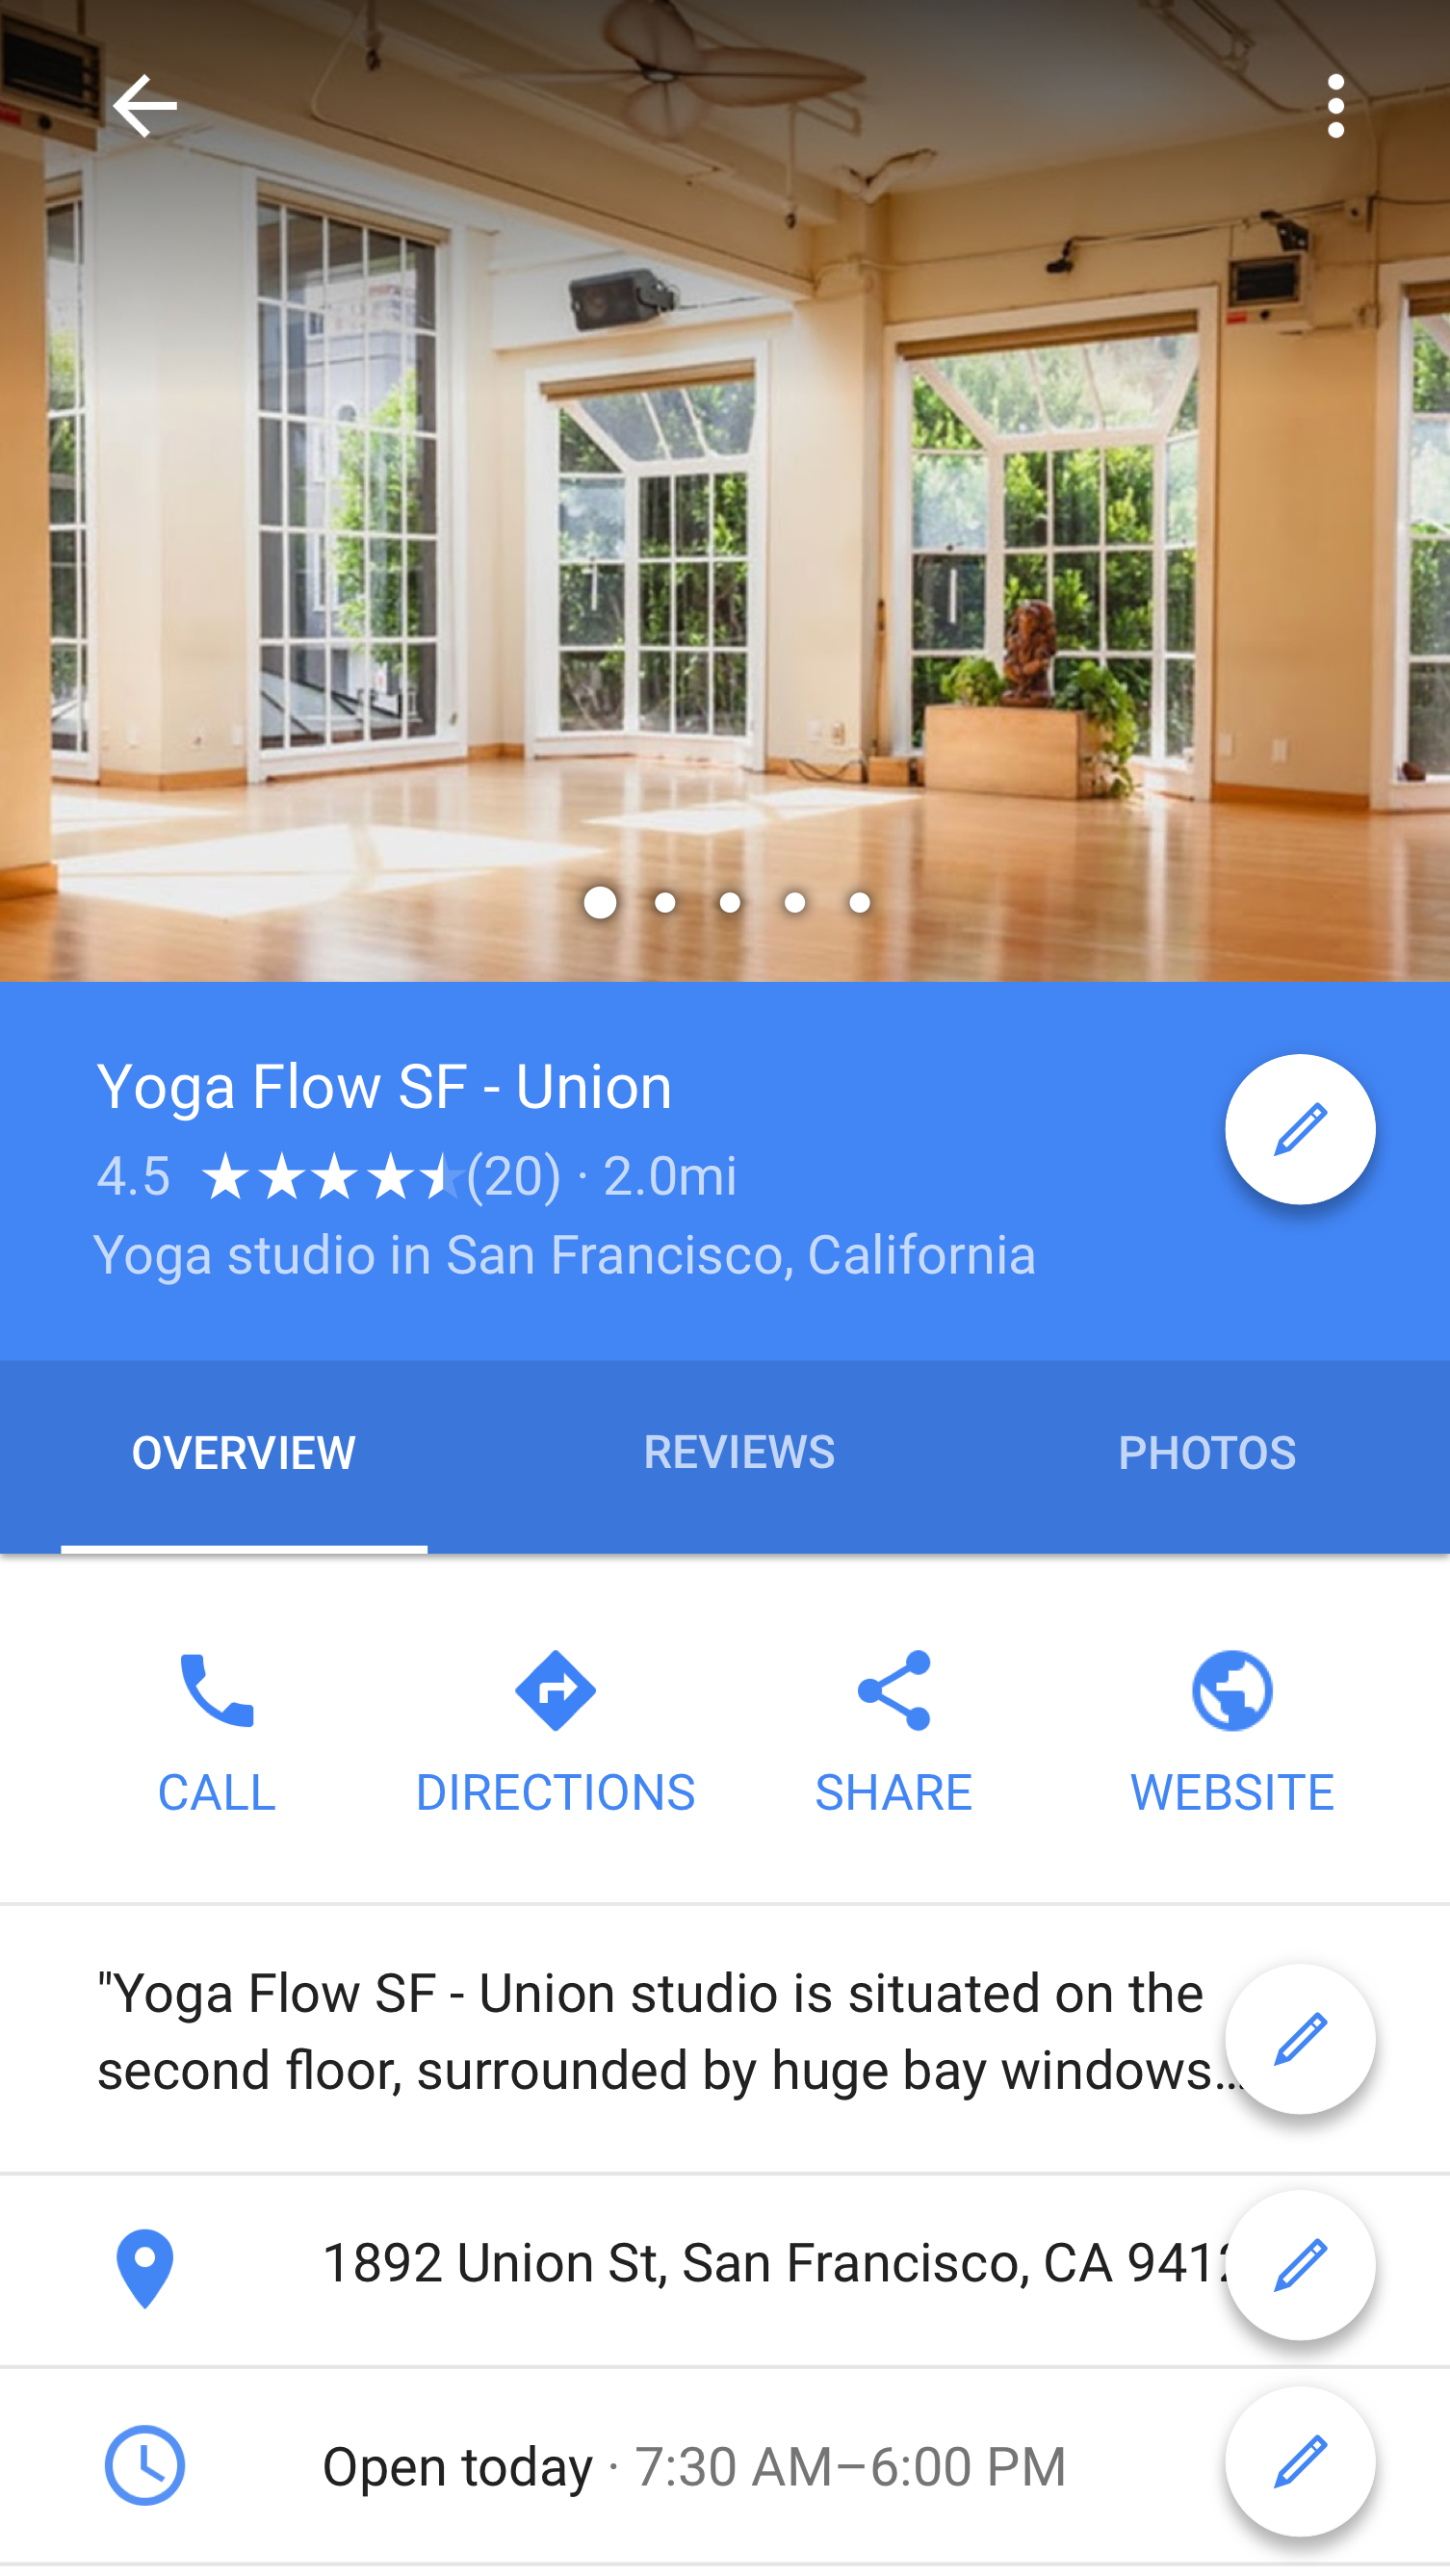 Yoga Flow SF - Union
4.5 (20) · 2.0mi
Yoga studio in San Francisco, California
OVERVIEW REVIEWS PHOTOS
CALL DIRECTIONS SHARE WEBSITE
"Yoga Flow SF - Union studio is situated on the
second floor, surrounded by huge bay windows...
1892 Union St, San Francisco, CA
Open today · 7:30 AM–6:00 PM